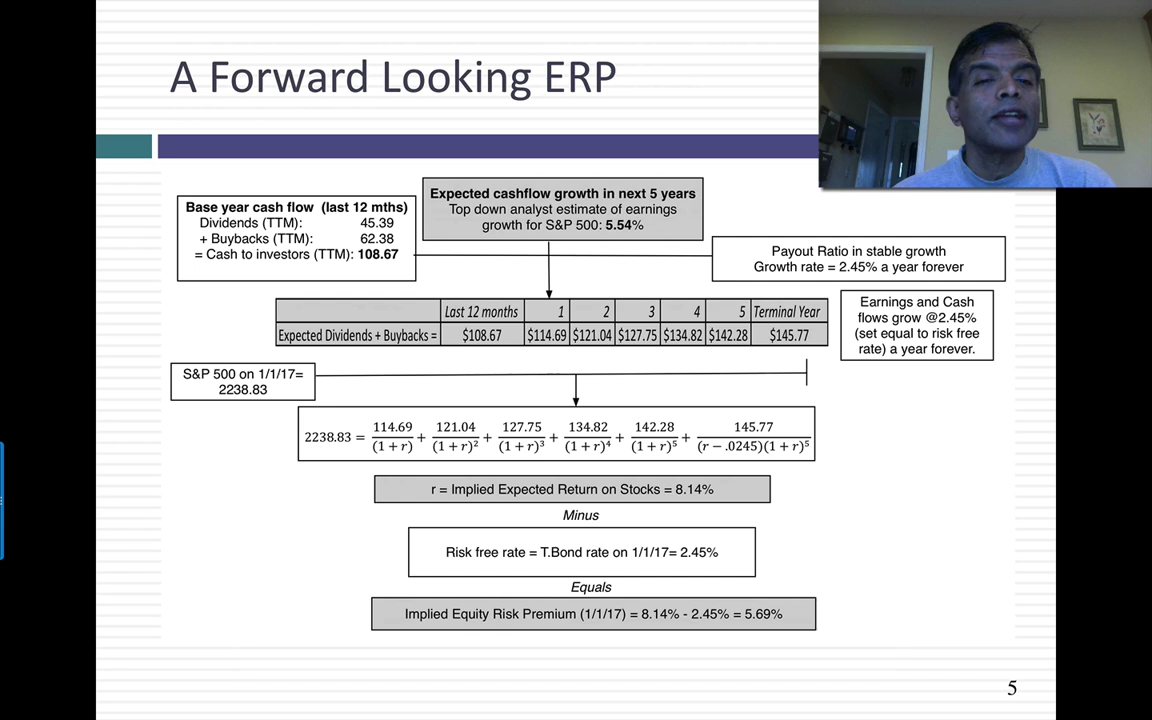 A Forward Looking ERP
Base year cash flow (last 12 mths)
Dividends (TTM): 45.39
+ Buybacks (TTM): 62.38
= Cash to investors (TTM): 108.67
Expected cashflow growth in next 5 years
Top down analyst estimate of earnings
growth for S&P 500: 5.54%
Payout Ratio in stable growth
Growth rate = 2.45% a year forever
Last 12 months 1 2 3 4 5 Terminal Year
Expected Dividends + Buybacks = $108.67 $114.69 $121.04 $127.75 $134.82 $142.28 $145.77
Earnings and Cash
flows grow @2.45%
(set equal to risk free
rate) a year forever.
S&P 500 on 1/1/17=
2238.83
2238.83 = 114.69/(1 + r) + 121.04/(1 + r)² + 127.75/(1 + r)³ + 134.82/(1 + r)⁴ + 142.28/(1 + r)⁵ + 145.77/(r − .0245)(1 + r)⁵
r = Implied Expected Return on Stocks = 8.14%
Minus
Risk free rate = T.Bond rate on 1/1/17= 2.45%
Equals
Implied Equity Risk Premium (1/1/17) = 8.14% - 2.45% = 5.69%
5